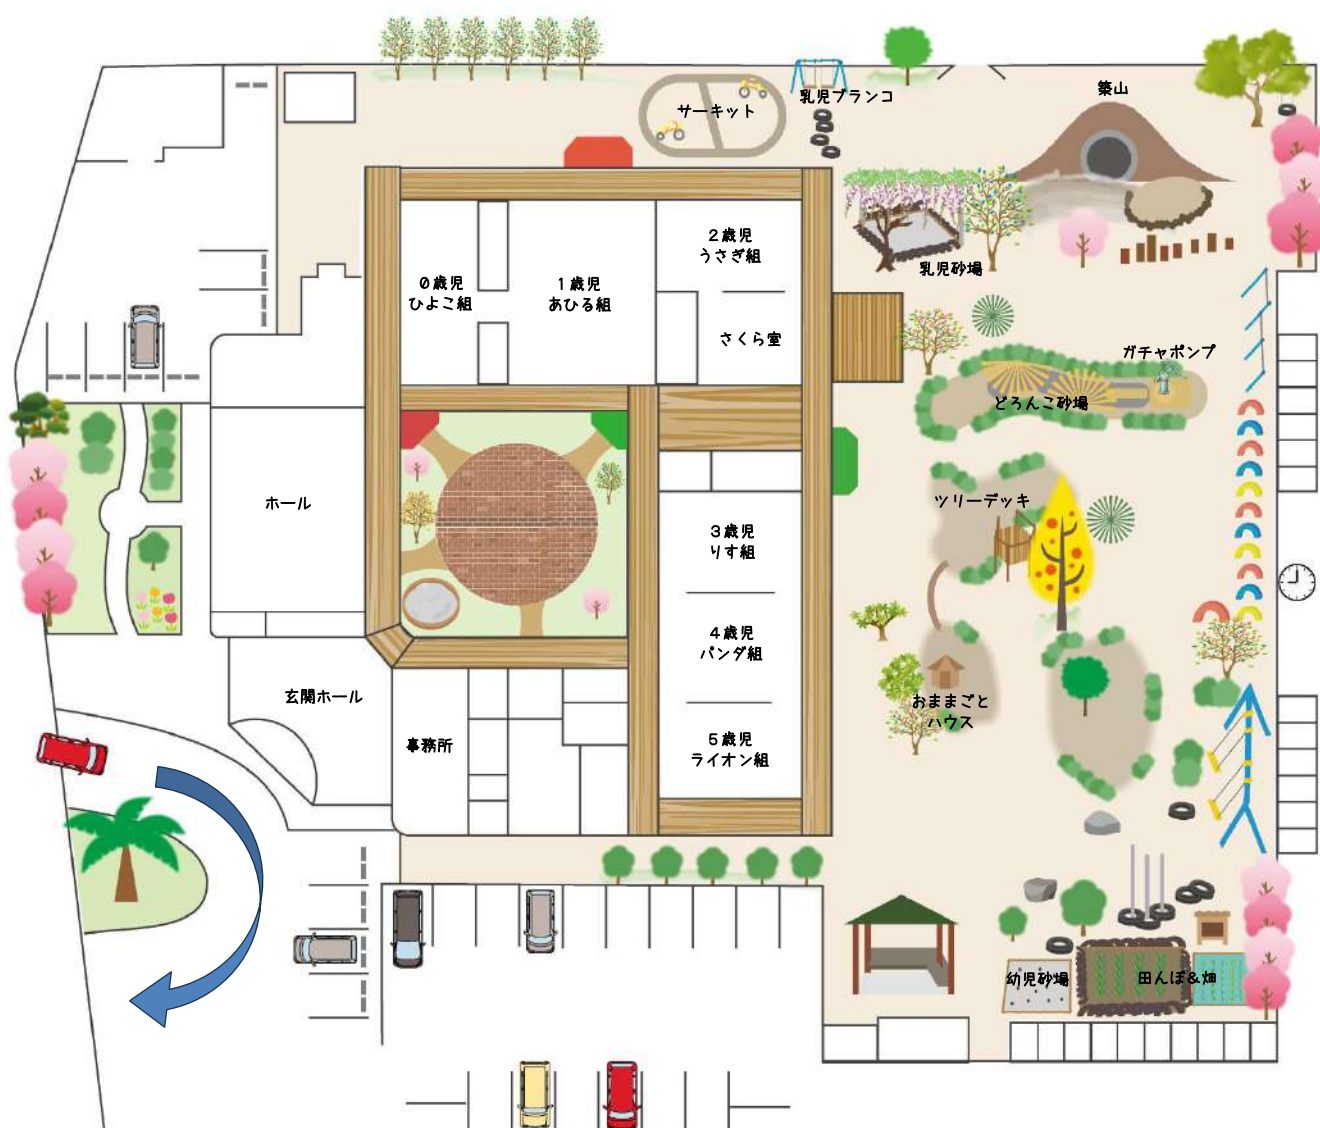 サーキット
乳児ブランコ
築山
2歳児
うさぎ組
0歳児
ひよこ組
1歳児
あひる組
乳児砂場
さくら室
ガチャポンプ
どろんこ砂場
ホール
ツリーデッキ
3歳児
りす組
4歳児
パンダ組
玄関ホール
おままごと
ハウス
事務所
5歳児
ライオン組
幼児砂場
田んぼ&畑